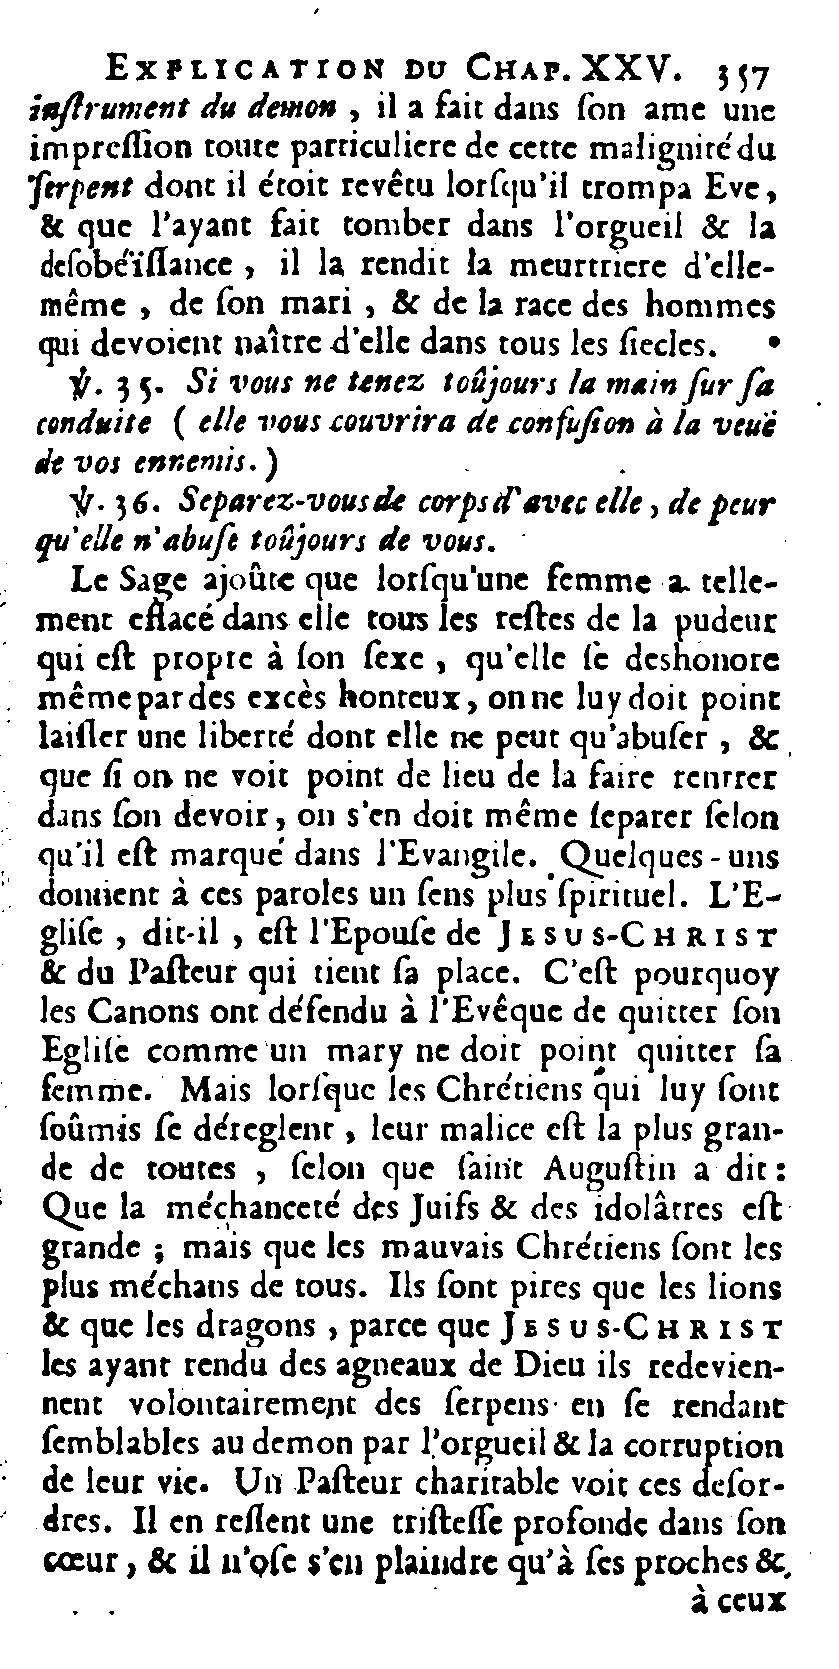 EXPLICATION DU CHAP. XXV. 357
inſtrument du demon, il a fait dans ſon ame une
impreſſion toute particuliere de cette malignité du
ſerpent dont il étoit revêtu lorſqu'il trompa Eve,
& que l'ayant fait tomber dans l'orgueil & la
deſobéïſſance, il la rendit la meurtriere d'elle-
même, de ſon mari, & de la race des hommes
qui devoient naître d'elle dans tous les ſiecles.
℣. 35. Si vous ne tenez toûjours la main ſur ſa
conduite ( elle vous couvrira de confuſion à la veuë
de vos ennemis. )
℣. 36. Separez-vous de corps d'avec elle, de peur
qu'elle n'abuſe toûjours de vous.
Le Sage ajoûte que lorſqu'une femme a telle-
ment effacé dans elle tous les reſtes de la pudeur
qui eſt propre à ſon ſexe, qu'elle ſe deshonore
même par des excès honteux, on ne luy doit point
laiſſer une liberté dont elle ne peut qu'abuſer, &
que ſi on ne voit point de lieu de la faire rentrer
dans ſon devoir, on s'en doit même ſeparer ſelon
qu'il eſt marqué dans l'Evangile. Quelques-uns
donnent à ces paroles un ſens plus ſpirituel. L'E-
gliſe, dit-il, eſt l'Epouſe de JESUS-CHRIST
& du Paſteur qui tient ſa place. C'eſt pourquoy
les Canons ont défendu à l'Evêque de quitter ſon
Egliſe comme un mary ne doit point quitter ſa
femme. Mais lorſque les Chrétiens qui luy ſont
ſoûmis ſe déreglent, leur malice eſt la plus gran-
de de toutes, ſelon que ſaint Auguſtin a dit:
Que la méchanceté des Juifs & des idolâtres eſt
grande; mais que les mauvais Chrétiens ſont les
plus méchans de tous. Ils ſont pires que les lions
& que les dragons, parce que JESUS-CHRIST
les ayant rendu des agneaux de Dieu ils redevien-
nent volontairement des ſerpens en ſe rendant
ſemblables au demon par l'orgueil & la corruption
de leur vie. Un Paſteur charitable voit ces deſor-
dres. Il en reſſent une triſteſſe profonde dans ſon
cœur, & il n'oſe s'en plaindre qu'à ſes proches &
à ceux